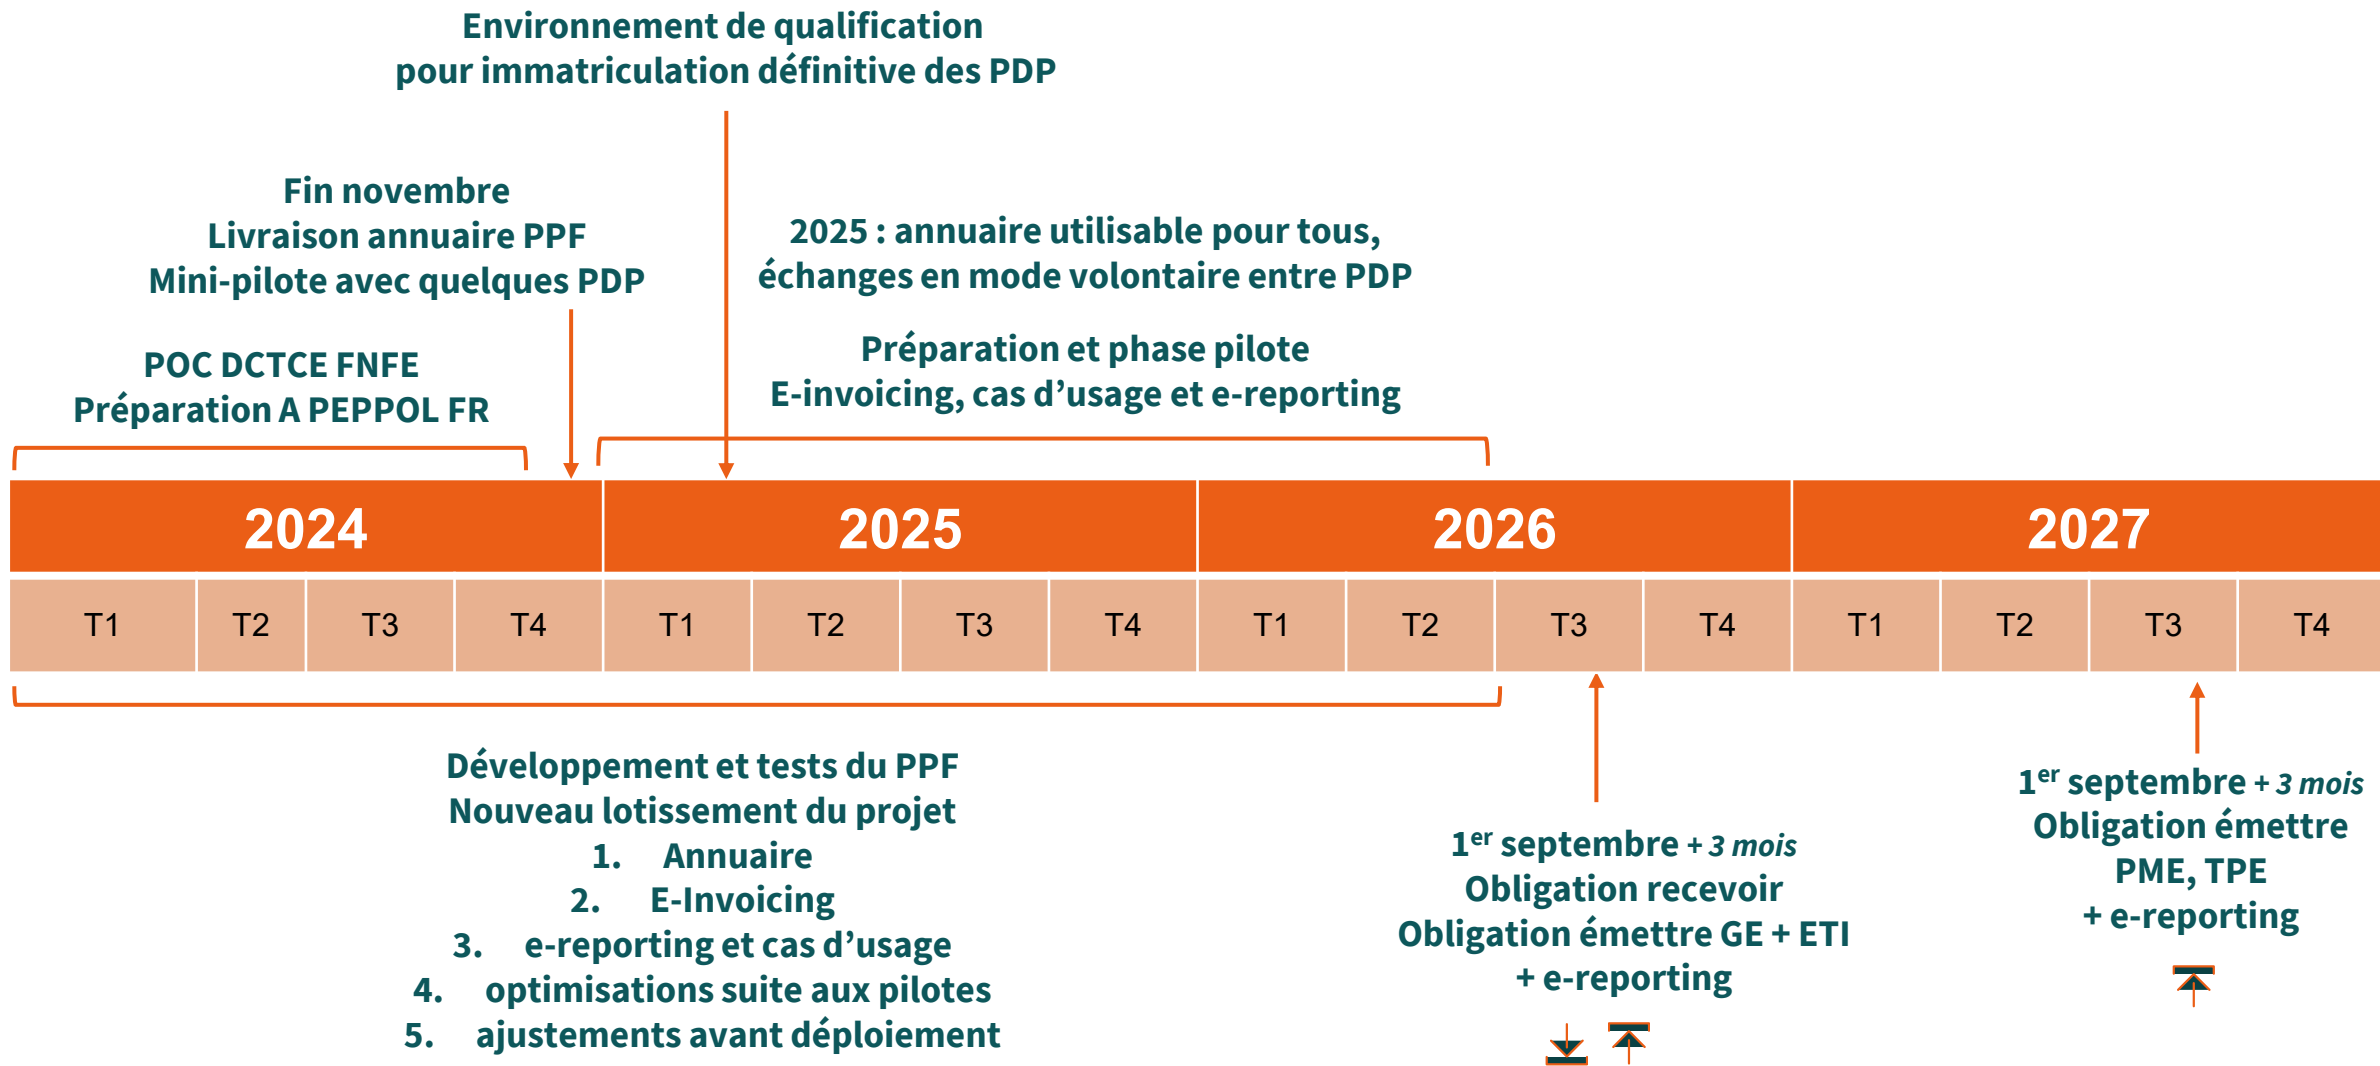 Environnement de qualification
pour immatriculation définitive des PDP
Fin novembre
Livraison annuaire PPF
Mini-pilote avec quelques PDP
2025 : annuaire utilisable pour tous,
échanges en mode volontaire entre PDP
POC DCTCE FNFE
Préparation A PEPPOL FR
Préparation et phase pilote
E-invoicing, cas d’usage et e-reporting
2024 2025 2026 2027
T1 T2 T3 T4 T1 T2 T3 T4 T1 T2 T3 T4 T1 T2 T3 T4
Développement et tests du PPF
Nouveau lotissement du projet
1. Annuaire
2. E-Invoicing
3. e-reporting et cas d’usage
4. optimisations suite aux pilotes
5. ajustements avant déploiement
1er septembre + 3 mois
Obligation recevoir
Obligation émettre GE + ETI
+ e-reporting
1er septembre + 3 mois
Obligation émettre
PME, TPE
+ e-reporting